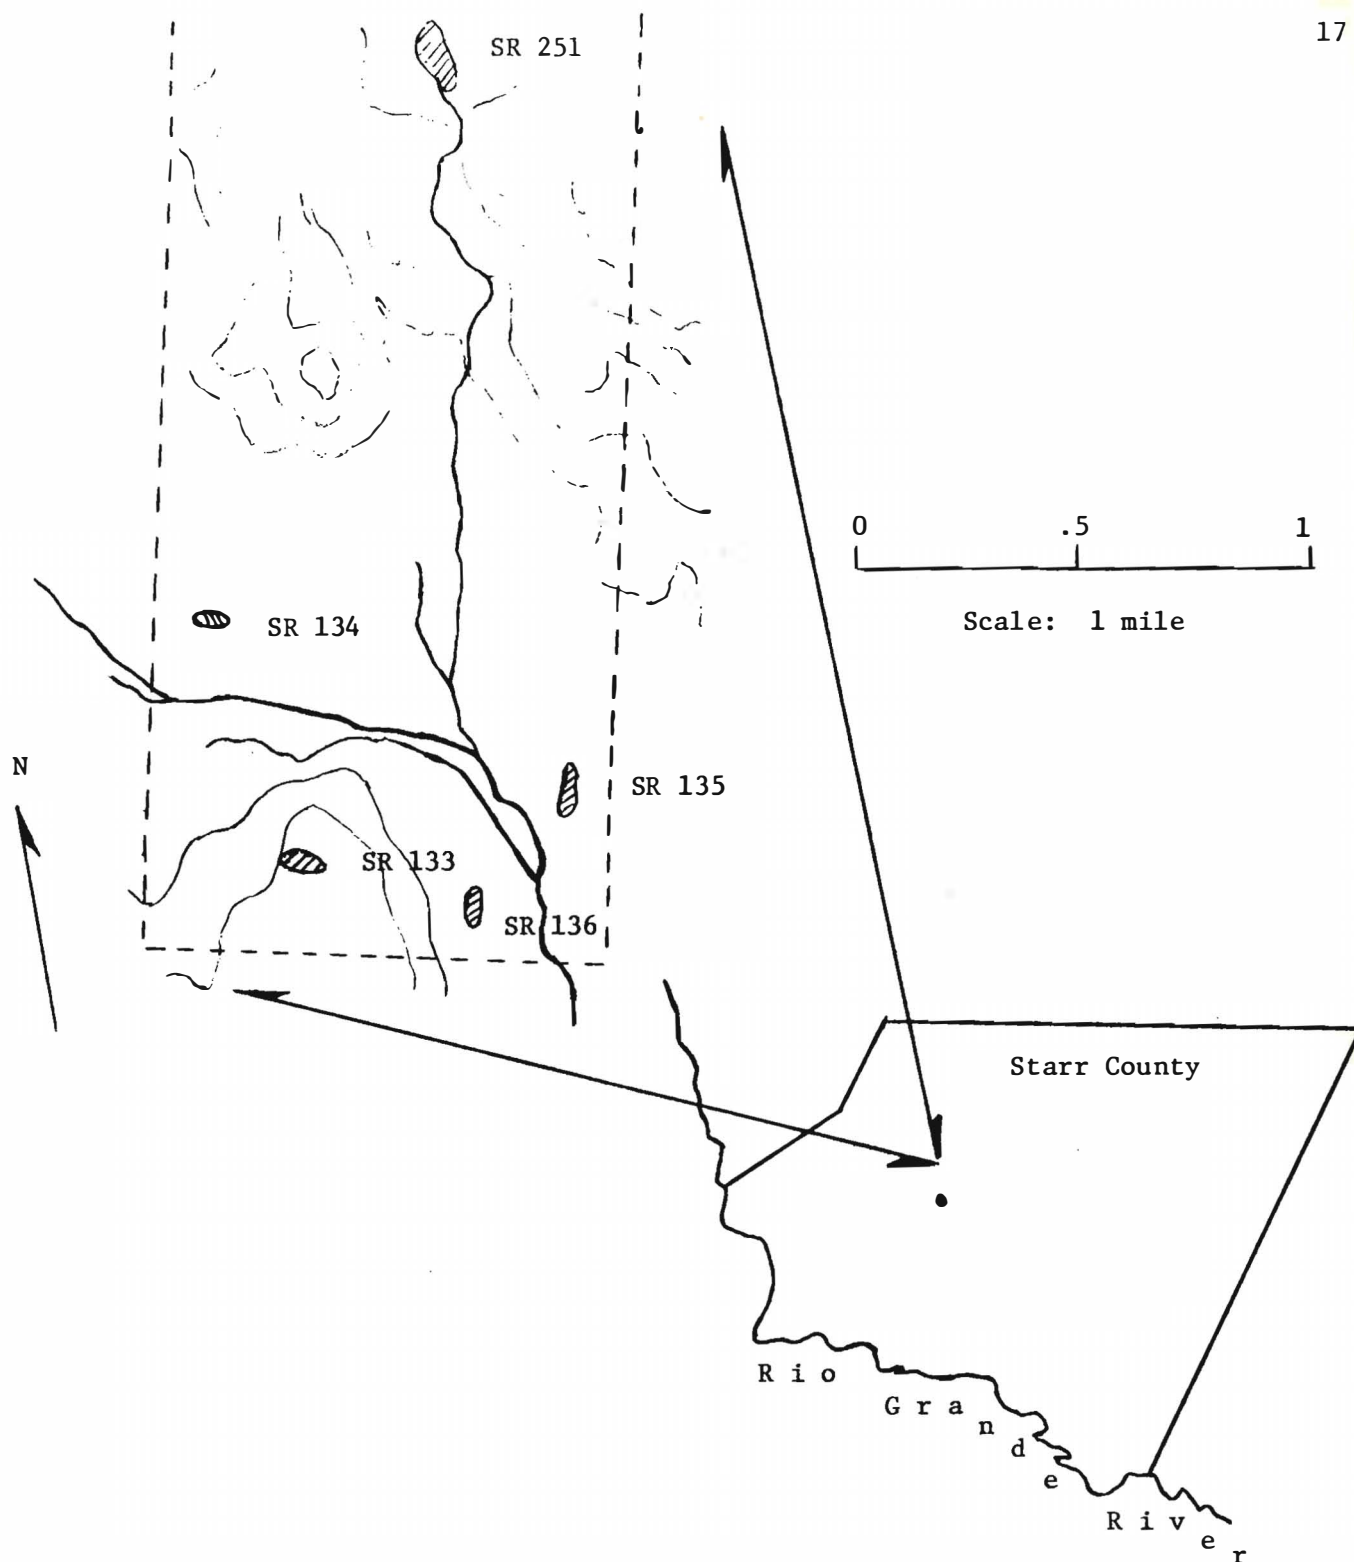 17
SR 251
0 .5 1
Scale: 1 mile
SR 134
N
SR 135
SR 133
SR 136
Starr County
Rio Grande River